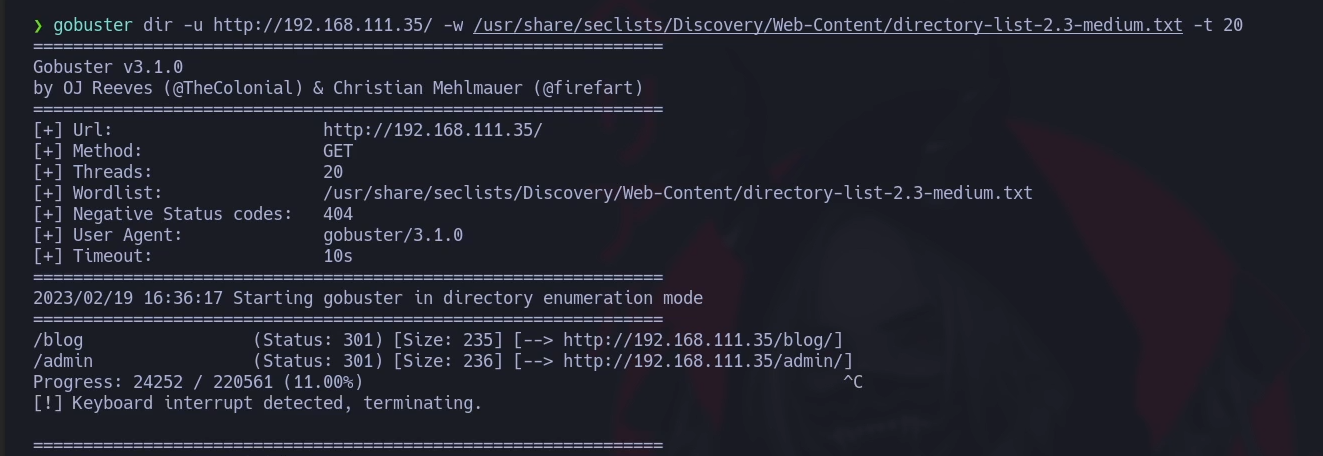 ❯ gobuster dir -u http://192.168.111.35/ -w /usr/share/seclists/Discovery/Web-Content/directory-list-2.3-medium.txt -t 20
===============================================================
Gobuster v3.1.0
by OJ Reeves (@TheColonial) & Christian Mehlmauer (@firefart)
===============================================================
[+] Url:                     http://192.168.111.35/
[+] Method:                  GET
[+] Threads:                 20
[+] Wordlist:                /usr/share/seclists/Discovery/Web-Content/directory-list-2.3-medium.txt
[+] Negative Status codes:   404
[+] User Agent:              gobuster/3.1.0
[+] Timeout:                 10s
===============================================================
2023/02/19 16:36:17 Starting gobuster in directory enumeration mode
===============================================================
/blog                 (Status: 301) [Size: 235] [--> http://192.168.111.35/blog/]
/admin                (Status: 301) [Size: 236] [--> http://192.168.111.35/admin/]
Progress: 24252 / 220561 (11.00%)                                                ^C
[!] Keyboard interrupt detected, terminating.
===============================================================